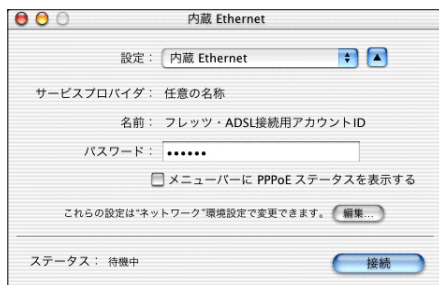 内蔵 Ethernet
設定： 内蔵 Ethernet
サービスプロバイダ： 任意の名称
名前： フレッツ・ADSL接続用アカウントID
パスワード： ••••••
メニューバーに PPPoE ステータスを表示する
これらの設定は“ネットワーク”環境設定で変更できます。 編集...
ステータス： 待機中 接続